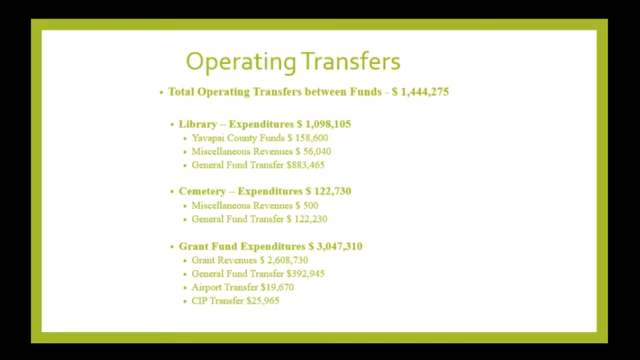 Operating Transfers
• Total Operating Transfers between Funds - $ 1,444,275
• Library – Expenditures $ 1,098,105
• Yavapai County Funds $ 158,600
• Miscellaneous Revenues $ 56,040
• General Fund Transfer $883,465
• Cemetery – Expenditures $ 122,730
• Miscellaneous Revenues $ 500
• General Fund Transfer $ 122,230
• Grant Fund Expenditures $ 3,047,310
• Grant Revenues $ 2,608,730
• General Fund Transfer $392,945
• Airport Transfer $19,670
• CIP Transfer $25,965